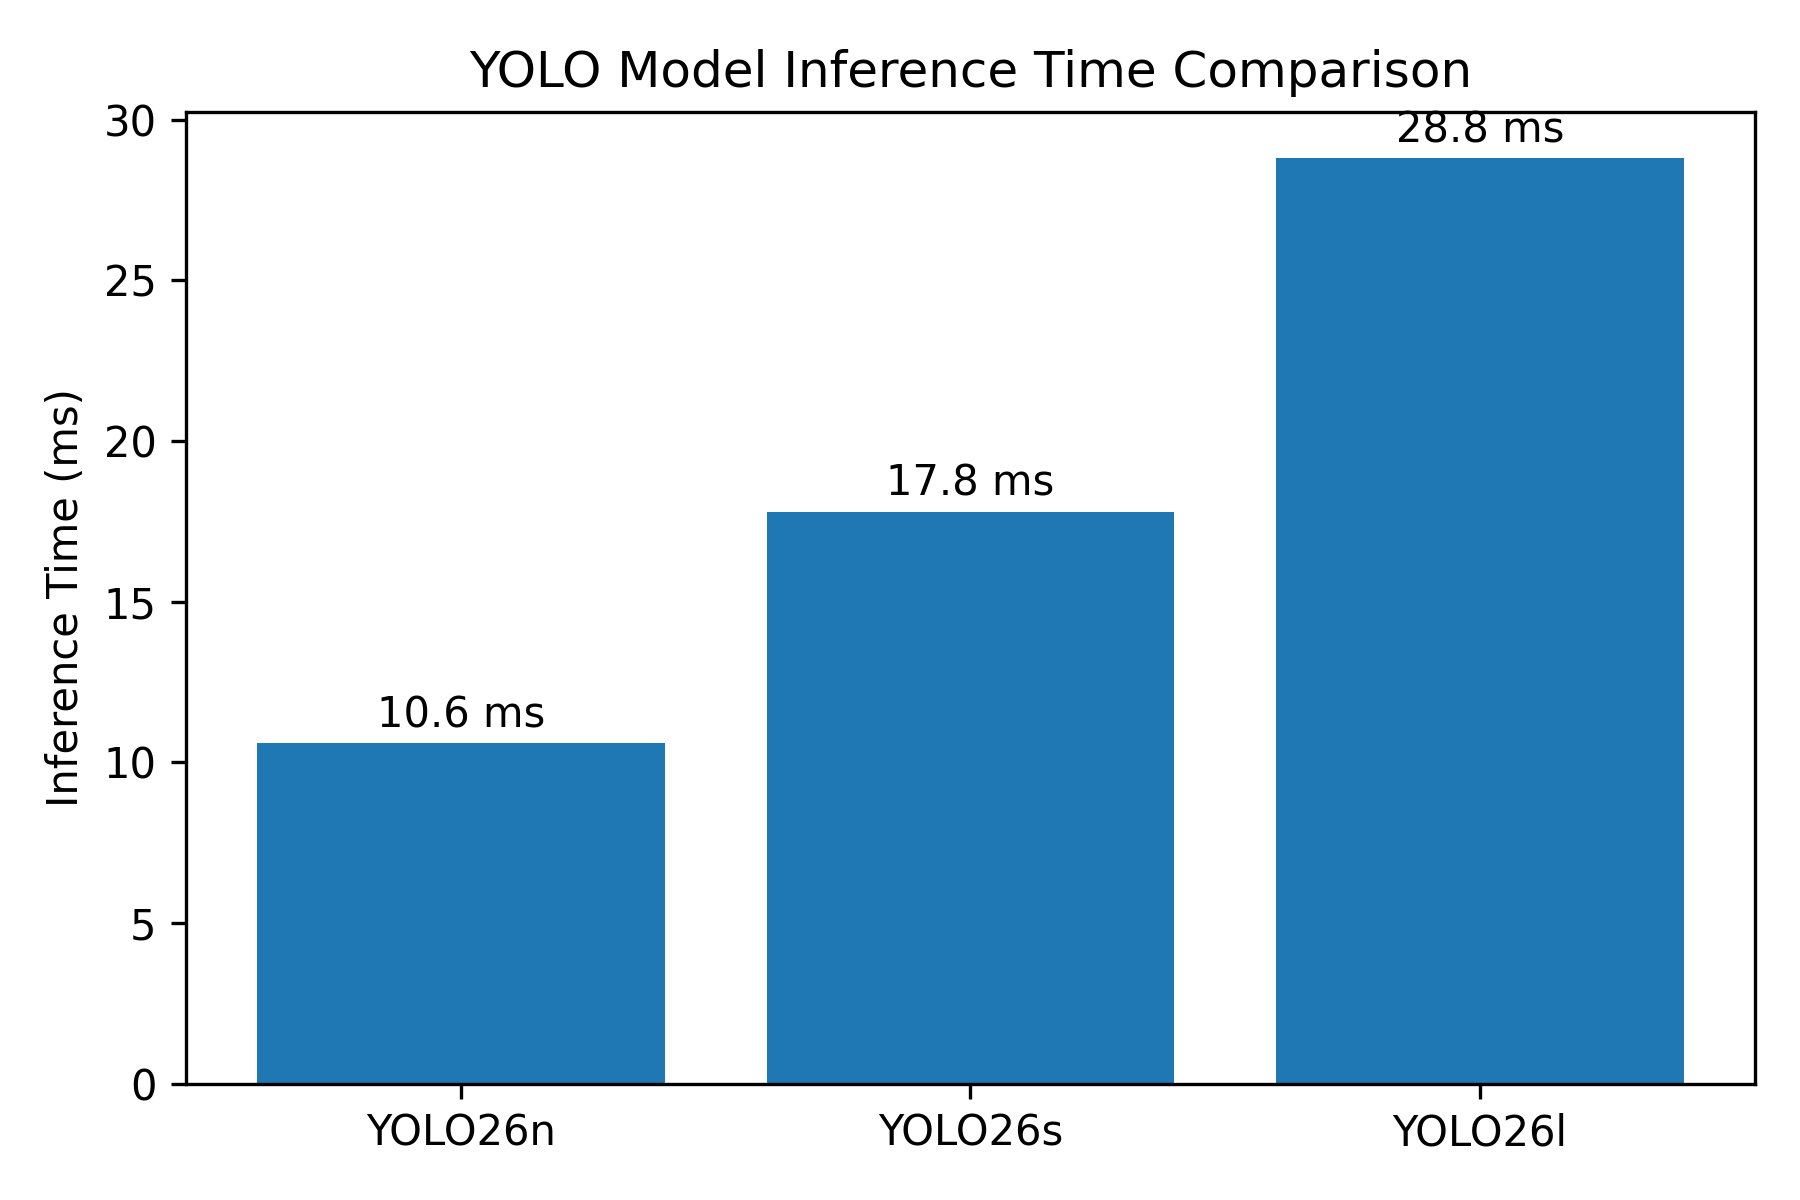 YOLO Model Inference Time Comparison
30
25
20
15
10
5
0
Inference Time (ms)
10.6 ms
17.8 ms
28.8 ms
YOLO26n
YOLO26s
YOLO26l